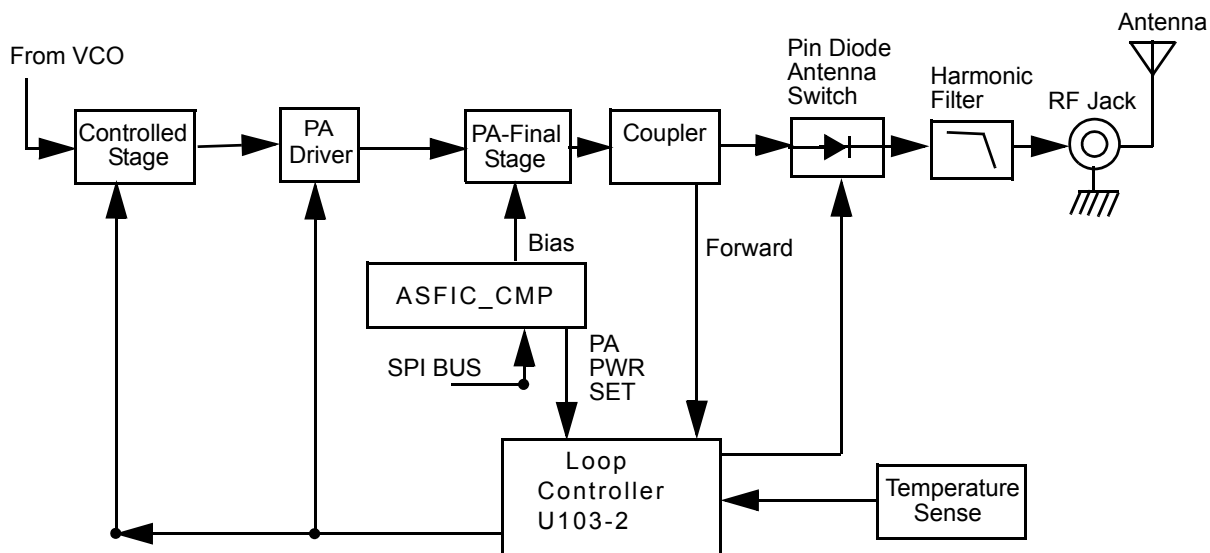 Antenna
From VCO
Pin Diode
Antenna
Switch
Harmonic
Filter
RF Jack
Controlled
Stage
PA
Driver
PA-Final
Stage
Coupler
Bias
Forward
ASFIC_CMP
SPI BUS
PA
PWR
SET
Loop
Controller
U103-2
Temperature
Sense